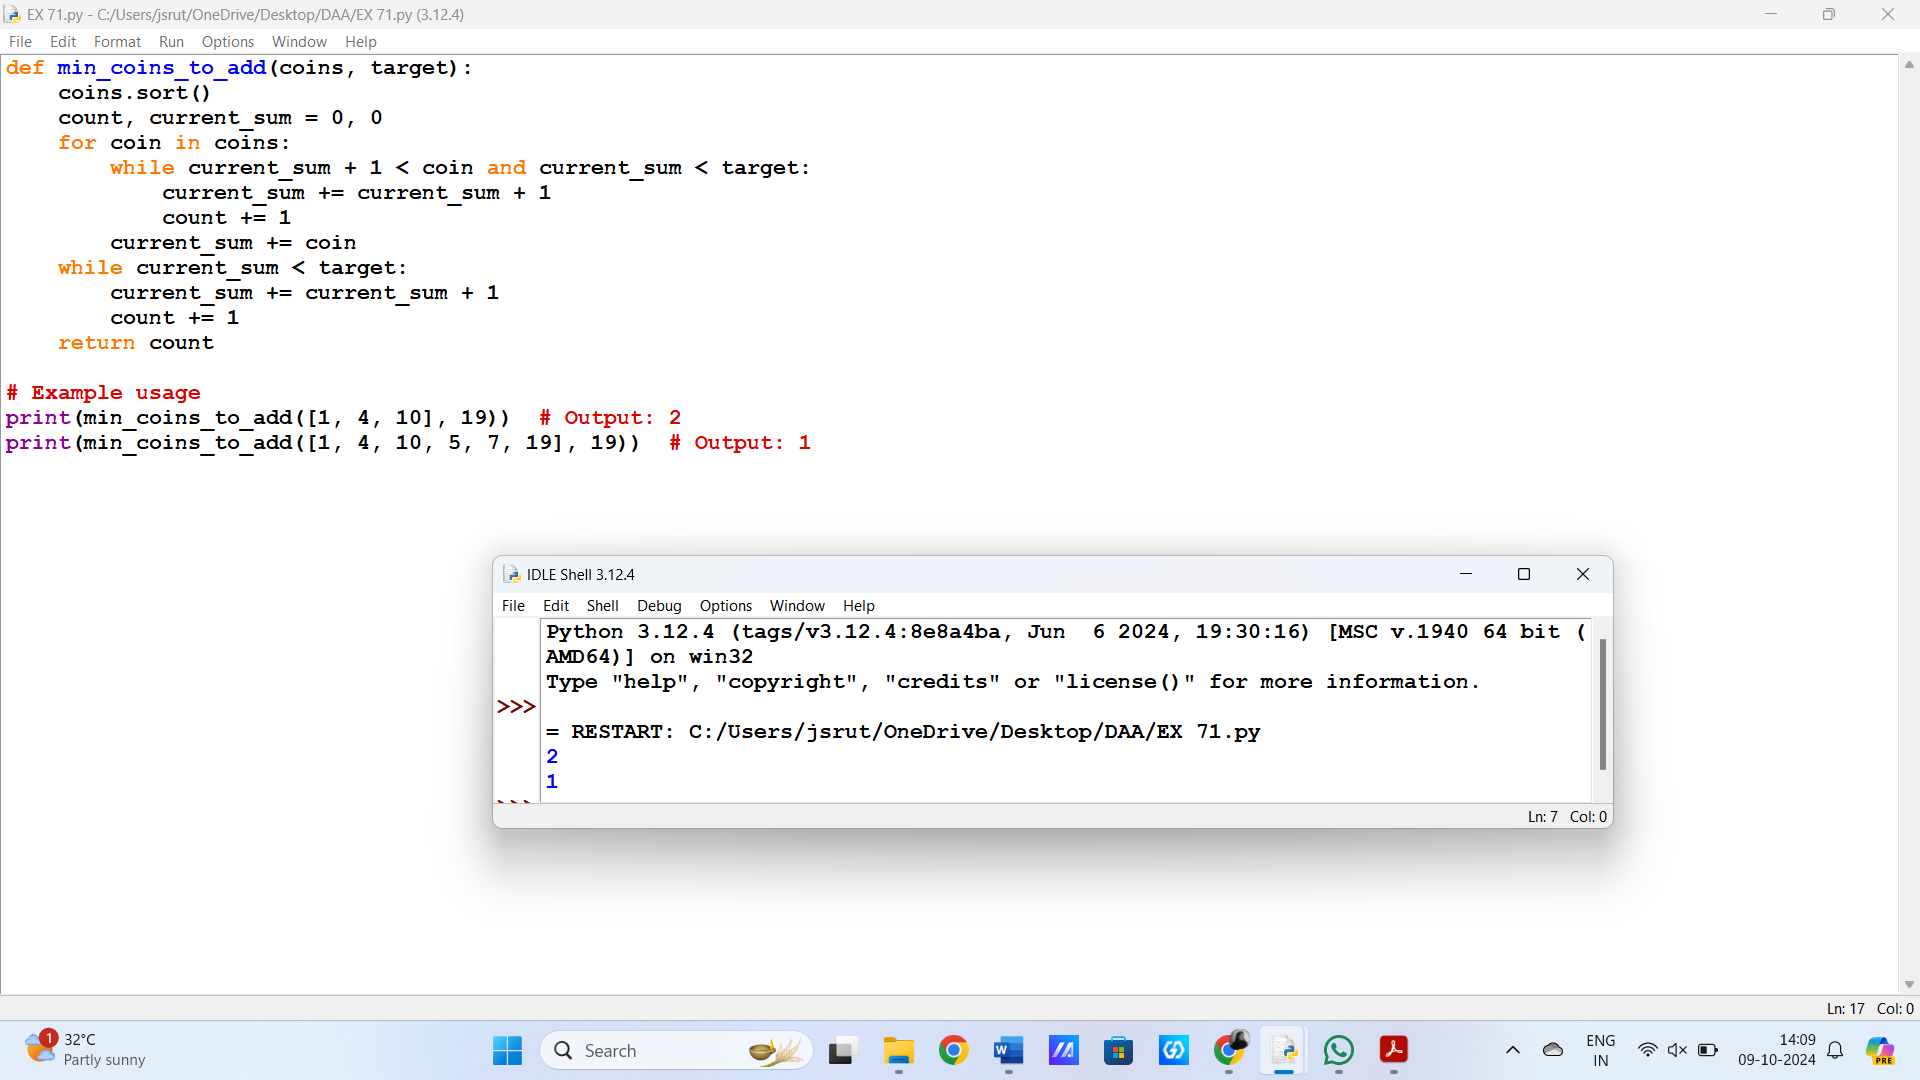 EX 71.py - C:/Users/jsrut/OneDrive/Desktop/DAA/EX 71.py (3.12.4)
File Edit Format Run Options Window Help
def min_coins_to_add(coins, target):
    coins.sort()
    count, current_sum = 0, 0
    for coin in coins:
        while current_sum + 1 < coin and current_sum < target:
            current_sum += current_sum + 1
            count += 1
        current_sum += coin
    while current_sum < target:
        current_sum += current_sum + 1
        count += 1
    return count
# Example usage
print(min_coins_to_add([1, 4, 10], 19))  # Output: 2
print(min_coins_to_add([1, 4, 10, 5, 7, 19], 19))  # Output: 1
IDLE Shell 3.12.4
File Edit Shell Debug Options Window Help
Python 3.12.4 (tags/v3.12.4:8e8a4ba, Jun  6 2024, 19:30:16) [MSC v.1940 64 bit (
AMD64)] on win32
Type "help", "copyright", "credits" or "license()" for more information.
>>>
= RESTART: C:/Users/jsrut/OneDrive/Desktop/DAA/EX 71.py
2
1
>>>
Ln: 7 Col: 0
Ln: 17 Col: 0
1
32°C
Partly sunny
Search
W
ENG
IN
14:09
09-10-2024
PRE